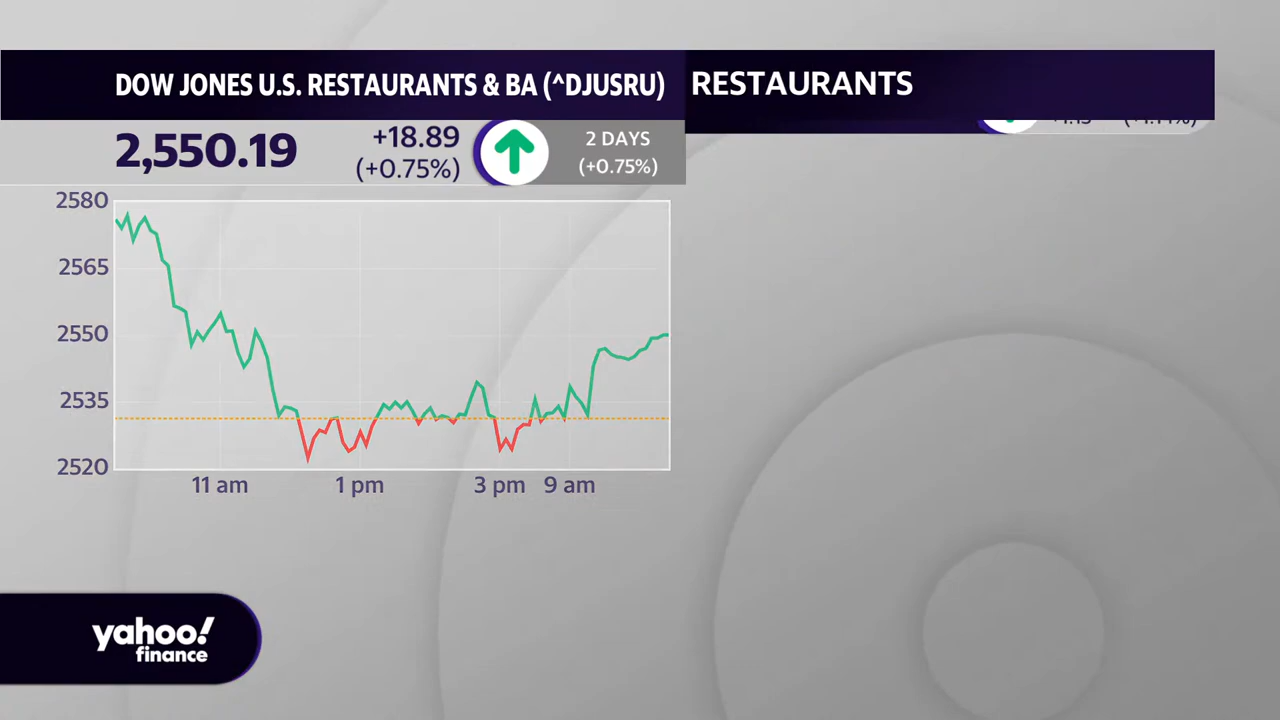 DOW JONES U.S. RESTAURANTS & BA (^DJUSRU)
RESTAURANTS
2,550.19
+18.89
(+0.75%)
2 DAYS
(+0.75%)
2580
2565
2550
2535
2520
11 am
1 pm
3 pm
9 am
yahoo!
finance